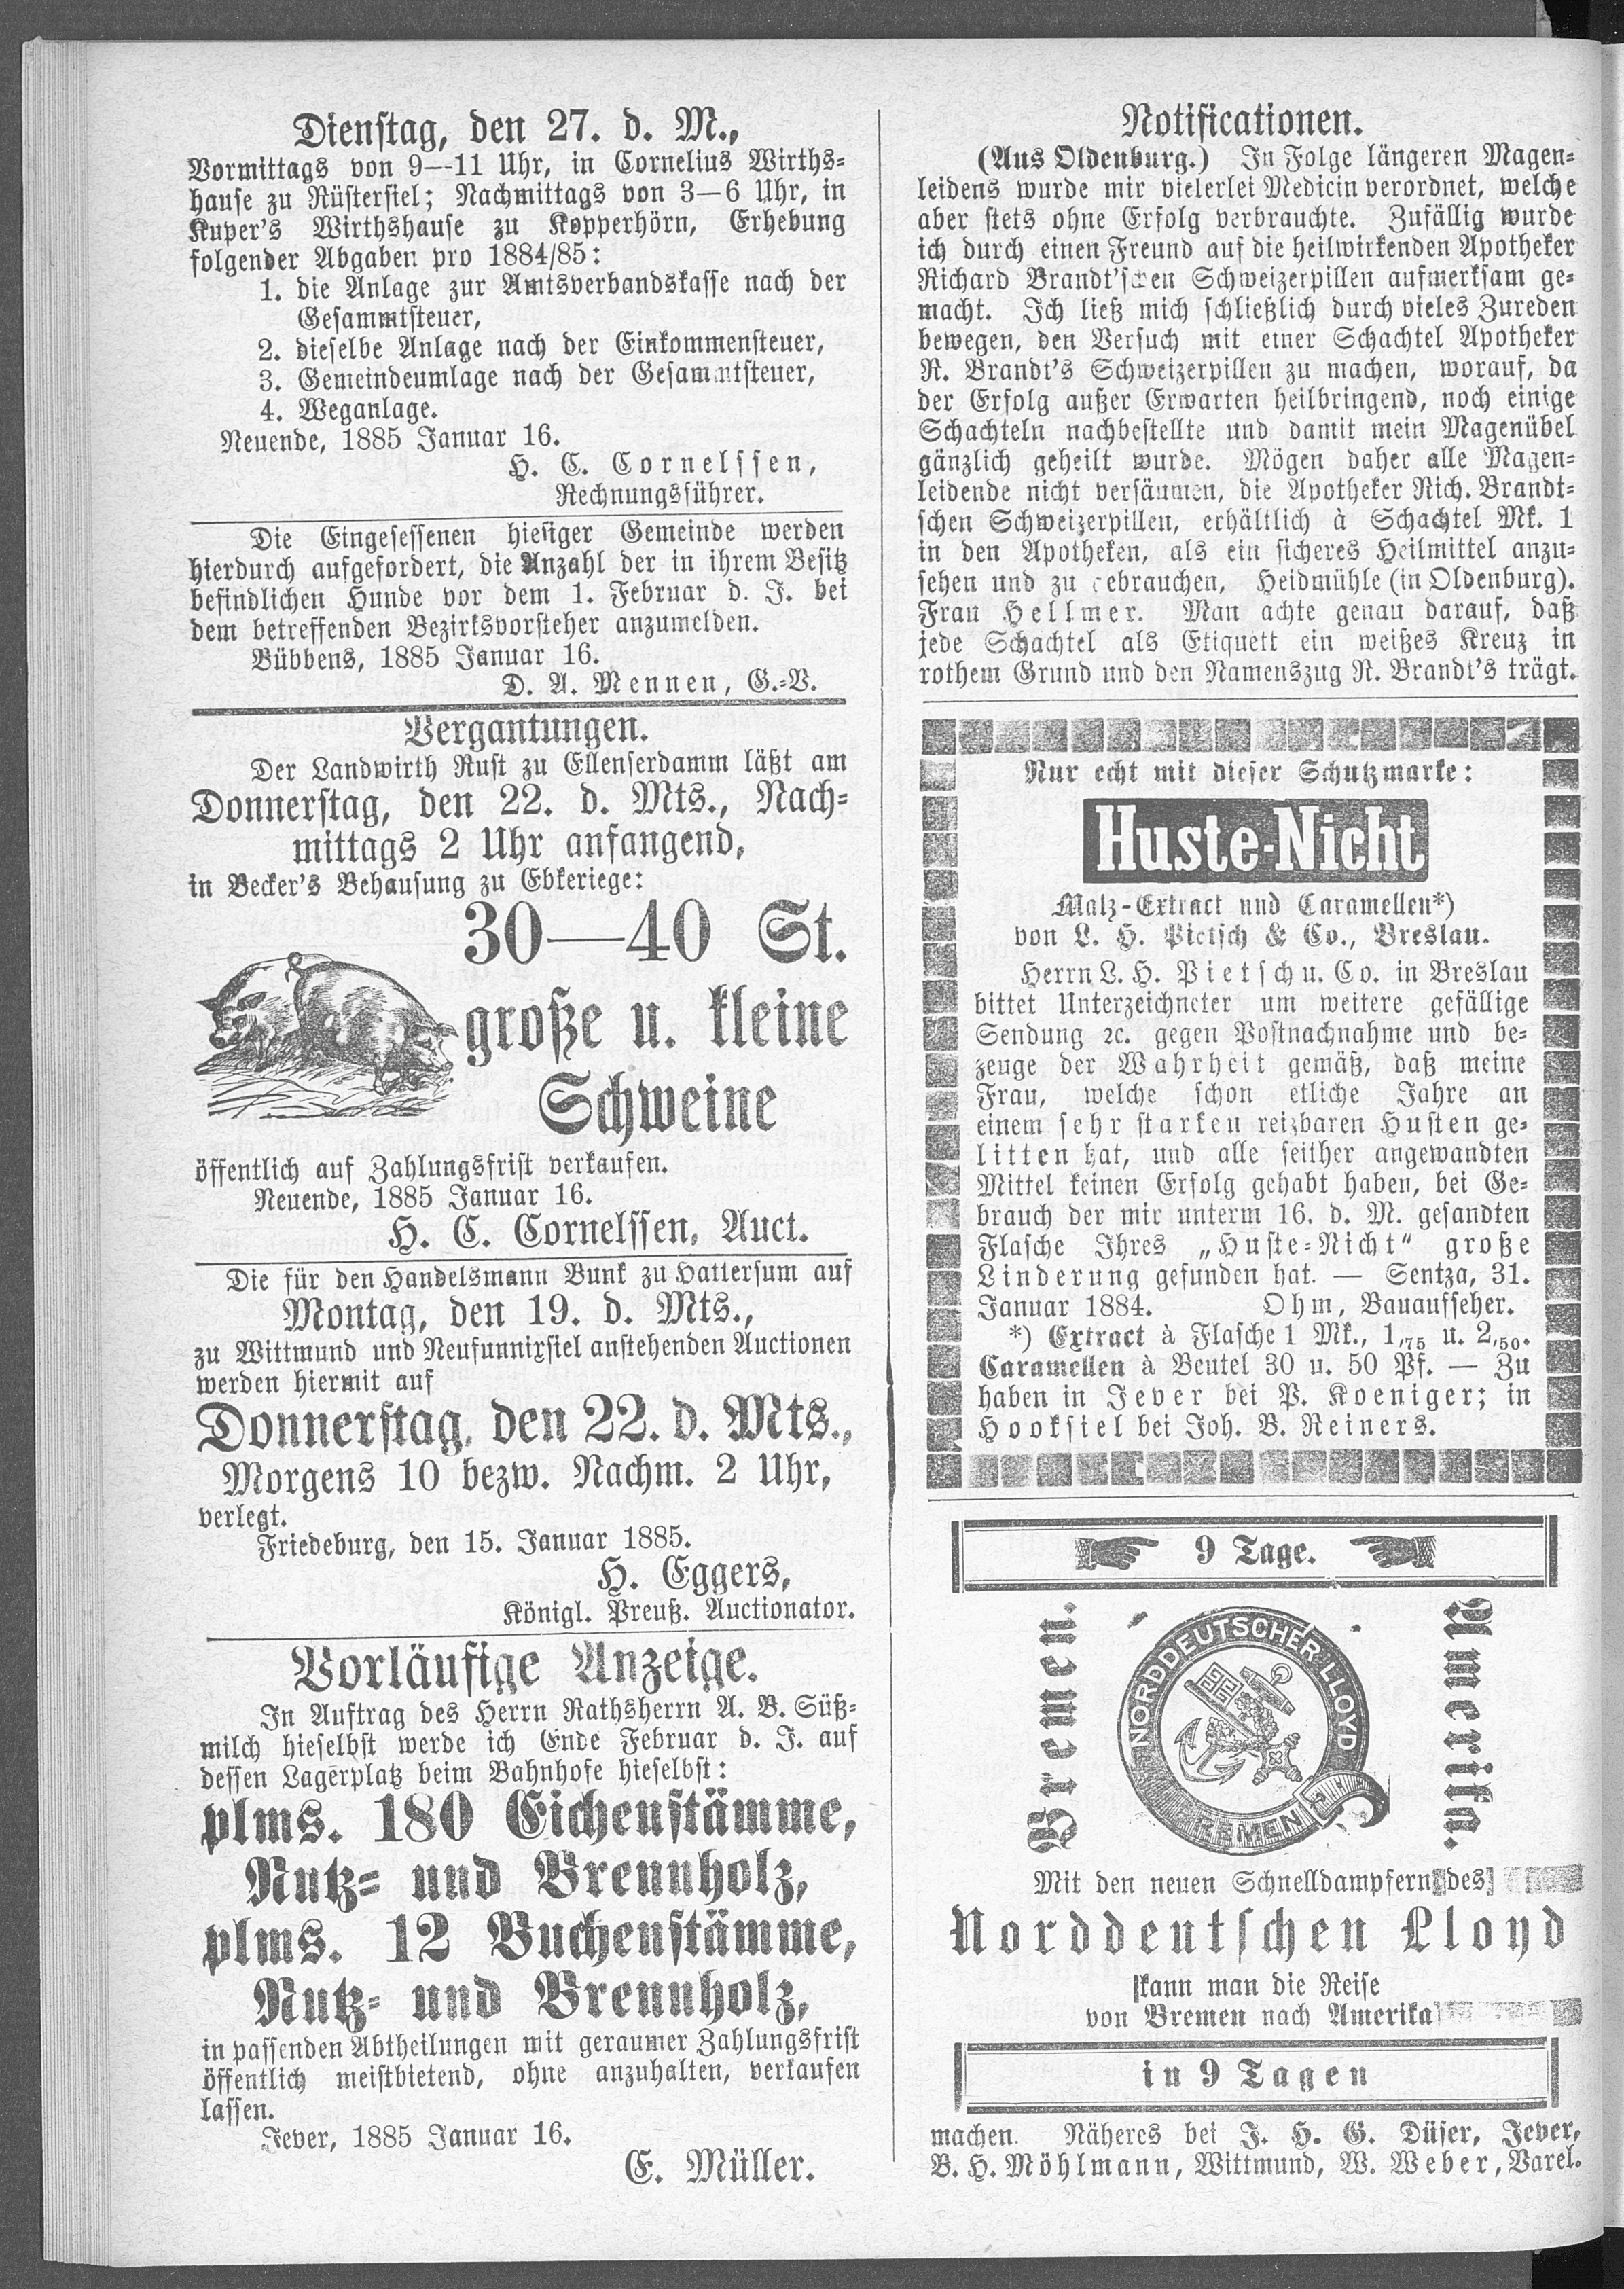 Dienstag, den 27. d. M.,
Vormittags von 9—11 Uhr, in Cornelius Wirths-
hause zu Rüstersiel; Nachmittags von 3—6 Uhr, in
Kuper's Wirthshause zu Kopperhörn, Erhebung
folgender Abgaben pro 1884/85:
1. die Anlage zur Amtsverbandskasse nach der
Gesammtsteuer,
2. dieselbe Anlage nach der Einkommensteuer,
3. Gemeindeumlage nach der Gesammtsteuer,
4. Weganlage.
Neuende, 1885 Januar 16.
H. C. Cornelssen,
Rechnungsführer.
Die Eingesessenen hiesiger Gemeinde werden
hierdurch aufgefordert, die Anzahl der in ihrem Besitz
befindlichen Hunde vor dem 1. Februar d. J. bei
dem betreffenden Bezirksvorsteher anzumelden.
Bübbens, 1885 Januar 16.
D. A. Mennen, G.-V.
Vergantungen.
Der Landwirth Rust zu Ellenserdamm läßt am
Donnerstag, den 22. d. Mts., Nach-
mittags 2 Uhr anfangend,
in Becker's Behausung zu Ebkeriege:
30—40 St.
große u. kleine
Schweine
öffentlich auf Zahlungsfrist verkaufen.
Neuende, 1885 Januar 16.
H. C. Cornelssen, Auct.
Die für den Handelsmann Bunk zu Hattersum auf
Montag, den 19. d. Mts.,
zu Wittmund und Neufunnixsiel anstehenden Auctionen
werden hiermit auf
Donnerstag, den 22. d. Mts.,
Morgens 10 bezw. Nachm. 2 Uhr,
verlegt.
Friedeburg, den 15. Januar 1885.
H. Eggers,
Königl. Preuß. Auctionator.
Vorläufige Anzeige.
In Auftrag des Herrn Rathsherrn A. B. Süß-
milch hieselbst werde ich Ende Februar d. J. auf
dessen Lagerplatz beim Bahnhofe hieselbst:
plms. 180 Eichenstämme,
Nutz- und Brennholz,
plms. 12 Buchenstämme,
Nutz- und Brennholz,
in passenden Abtheilungen mit geraumer Zahlungsfrist
öffentlich meistbietend, ohne anzuhalten, verkaufen
lassen.
Jever, 1885 Januar 16.
E. Müller.
Notificationen.
(Aus Oldenburg.) In Folge längeren Magen-
leidens wurde mir vielerlei Medicin verordnet, welche
aber stets ohne Erfolg verbrauchte. Zufällig wurde
ich durch einen Freund auf die heilwirkenden Apotheker
Richard Brandt'schen Schweizerpillen aufmerksam ge-
macht. Ich ließ mich schließlich durch vieles Zureden
bewegen, den Versuch mit einer Schachtel Apotheker
R. Brandt's Schweizerpillen zu machen, worauf, da
der Erfolg außer Erwarten heilbringend, noch einige
Schachteln nachbestellte und damit mein Magenübel
gänzlich geheilt wurde. Mögen daher alle Magen-
leidende nicht versäumen, die Apotheker Rich. Brandt-
schen Schweizerpillen, erhältlich à Schachtel Mk. 1
in den Apotheken, als ein sicheres Heilmittel anzu-
sehen und zu gebrauchen, Heidmühle (in Oldenburg).
Frau Hellmer. Man achte genau darauf, daß
jede Schachtel als Etiquett ein weißes Kreuz in
rothem Grund und den Namenszug R. Brandt's trägt.
Nur echt mit dieser Schutzmarke:
Huste-Nicht
Malz-Extract und Caramellen*)
von L. H. Pietsch & Co., Breslau.
Herrn L. H. Pietsch u. Co. in Breslau
bittet Unterzeichneter um weitere gefällige
Sendung ꝛc. gegen Postnachnahme und be-
zeuge der Wahrheit gemäß, daß meine
Frau, welche schon etliche Jahre an
einem sehr starken reizbaren Husten ge-
litten hat, und alle seither angewandten
Mittel keinen Erfolg gehabt haben, bei Ge-
brauch der mir unterm 16. d. M. gesandten
Flasche Ihres „Huste-Nicht“ große
Linderung gefunden hat. — Sentza, 31.
Januar 1884. Ohm, Bauaufseher.
*) Extract à Flasche 1 Mk., 1,75 u. 2,50.
Caramellen à Beutel 30 u. 50 Pf. — Zu
haben in Jever bei P. Koeniger; in
Hooksiel bei Joh. B. Reiners.
9 Tage.
Bremen.
NORDDEUTSCHER LLOYD
BREMEN
Amerika.
Mit den neuen Schnelldampfern des
Norddeutschen Lloyd
kann man die Reise
von Bremen nach Amerika
in 9 Tagen
machen. Näheres bei J. H. G. Düser, Jever,
B. H. Möhlmann, Wittmund, W. Weber, Varel.